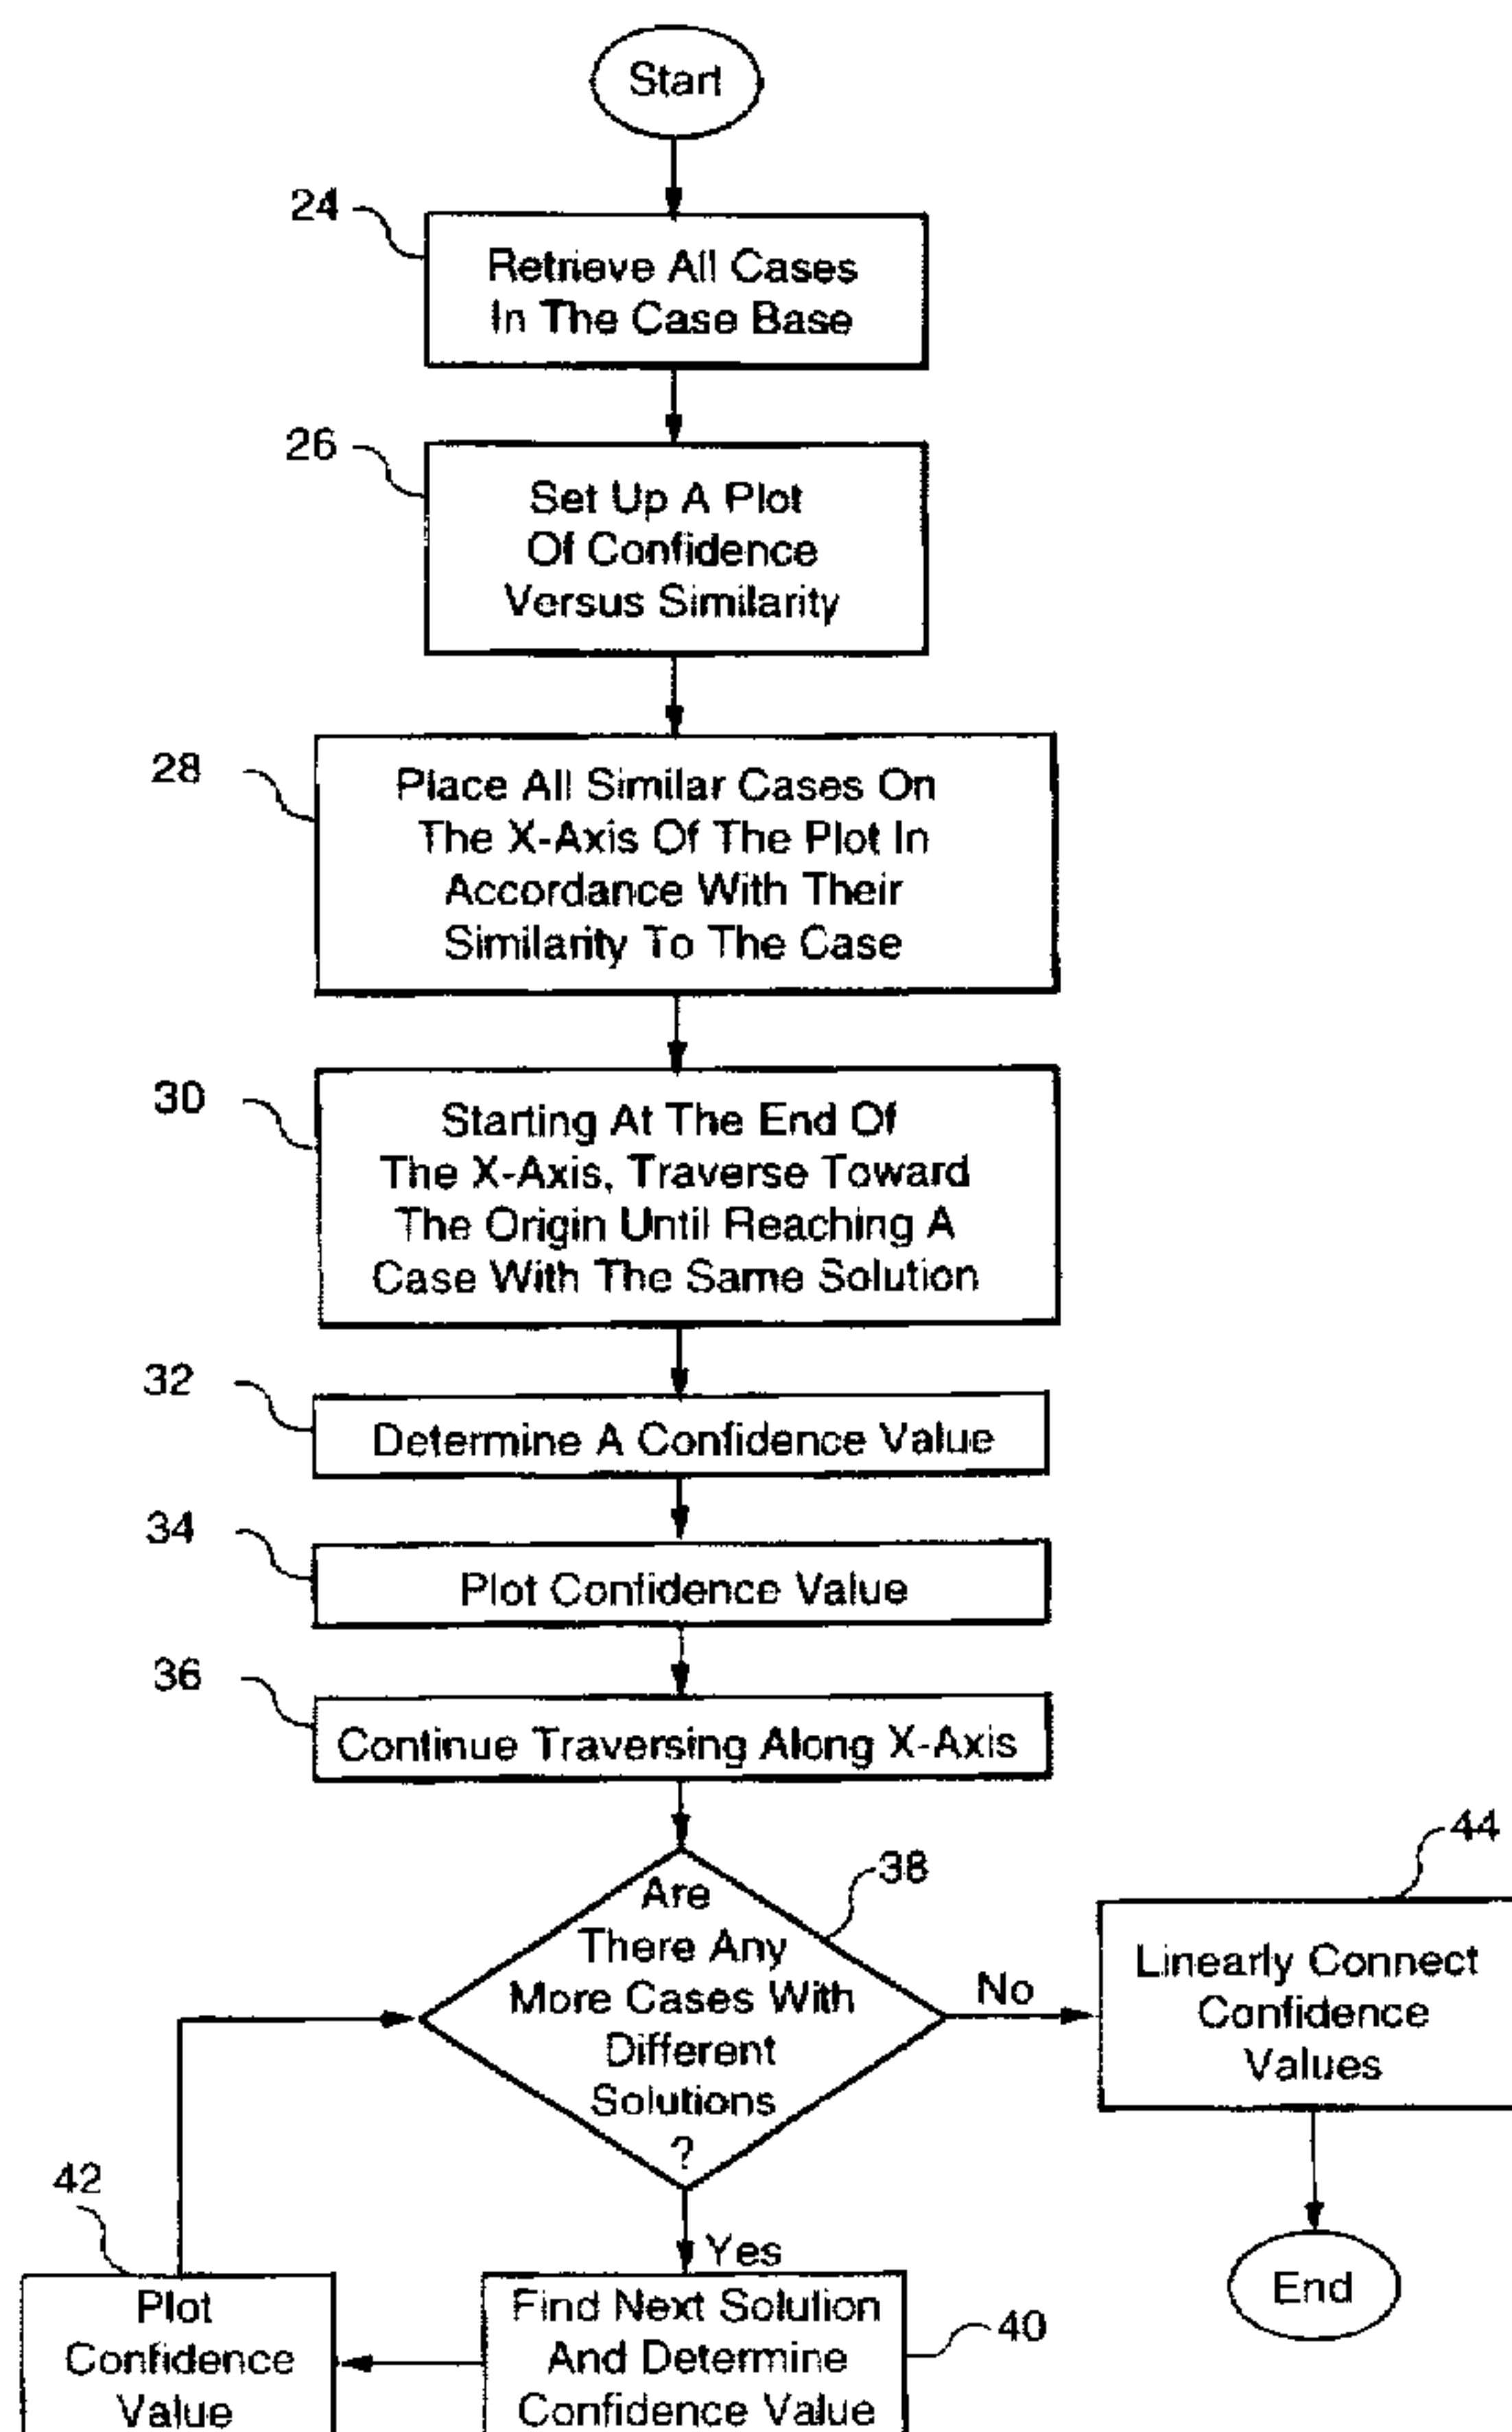 Start
24
Retrieve All Cases
In The Case Base
26
Set Up A Plot
Of Confidence
Versus Similarity
28
Place All Similar Cases On
The X-Axis Of The Plot In
Accordance With Their
Similarity To The Case
30
Starting At The End Of
The X-Axis, Traverse Toward
The Origin Until Reaching A
Case With The Same Solution
32
Determine A Confidence Value
34
Plot Confidence Value
36
Continue Traversing Along X-Axis
38
Are
There Any
More Cases With
Different
Solutions
?
No
44
Linearly Connect
Confidence
Values
End
Yes
40
Find Next Solution
And Determine
Confidence Value
42
Plot
Confidence
Value